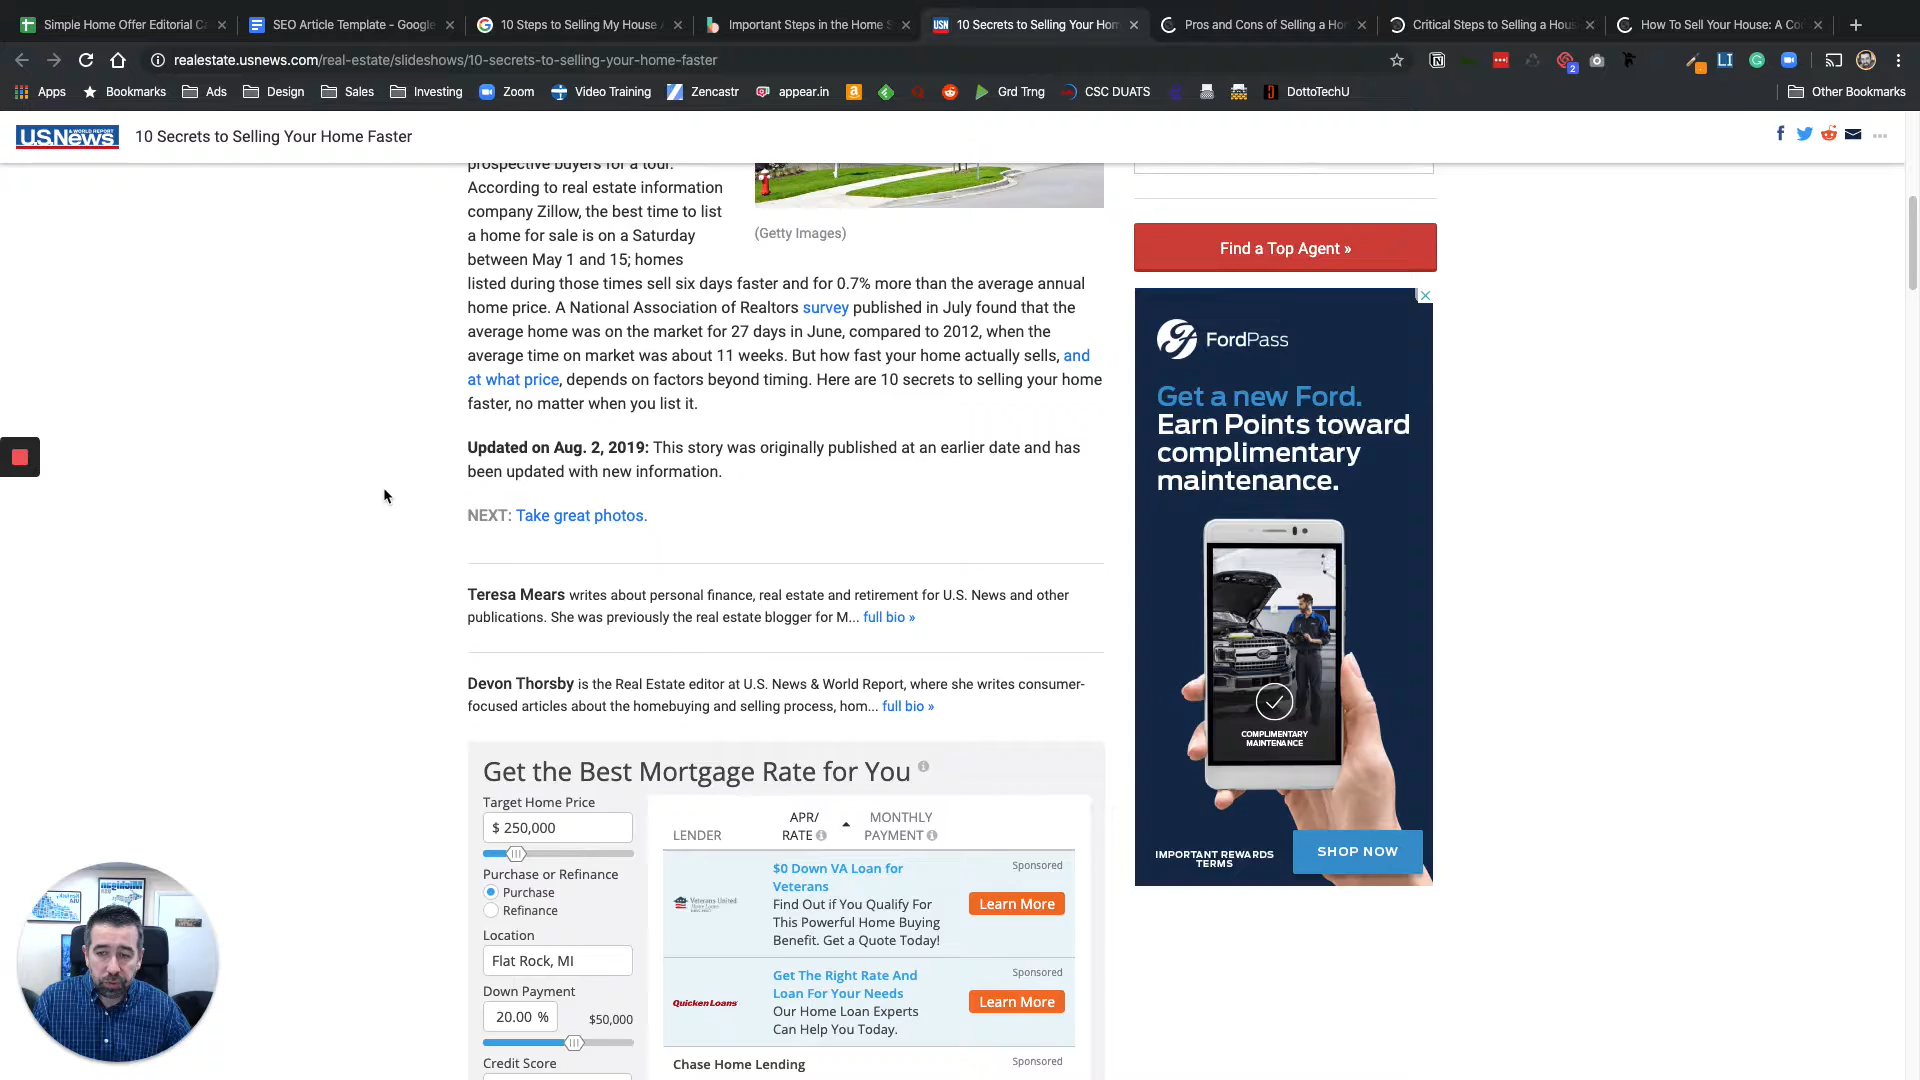 Simple Home Offer Editorial C
SEO Article Template - Google
10 Steps to Selling My House
Important Steps in the Home S
10 Secrets to Selling Your Hom
Pros and Cons of Selling a Hom
Critical Steps to Selling a Hous
How To Sell Your House: A Co
realestate.usnews.com/real-estate/slideshows/10-secrets-to-selling-your-home-faster
Apps
Bookmarks
Ads
Design
Sales
Investing
Zoom
Video Training
Zencastr
appear.in
Grd Trng
CSC DUATS
DottoTechU
Other Bookmarks
U.S.News & WORLD REPORT
10 Secrets to Selling Your Home Faster
prospective buyers for a tour.
According to real estate information
company Zillow, the best time to list
a home for sale is on a Saturday
between May 1 and 15; homes
listed during those times sell six days faster and for 0.7% more than the average annual
home price. A National Association of Realtors survey published in July found that the
average home was on the market for 27 days in June, compared to 2012, when the
average time on market was about 11 weeks. But how fast your home actually sells, and
at what price, depends on factors beyond timing. Here are 10 secrets to selling your home
faster, no matter when you list it.
(Getty Images)
Updated on Aug. 2, 2019: This story was originally published at an earlier date and has
been updated with new information.
NEXT: Take great photos.
Teresa Mears writes about personal finance, real estate and retirement for U.S. News and other
publications. She was previously the real estate blogger for M... full bio »
Devon Thorsby is the Real Estate editor at U.S. News & World Report, where she writes consumer-
focused articles about the homebuying and selling process, hom... full bio »
Get the Best Mortgage Rate for You
Target Home Price
$ 250,000
Purchase or Refinance
Purchase
Refinance
Location
Flat Rock, MI
Down Payment
20.00 %
$50,000
Credit Score
LENDER
APR/
RATE
MONTHLY
PAYMENT
Veterans United
$0 Down VA Loan for
Veterans
Find Out if You Qualify For
This Powerful Home Buying
Benefit. Get a Quote Today!
Sponsored
Learn More
Quicken Loans
Get The Right Rate And
Loan For Your Needs
Our Home Loan Experts
Can Help You Today.
Sponsored
Learn More
Chase Home Lending
Sponsored
Find a Top Agent »
FordPass
Get a new Ford.
Earn Points toward
complimentary
maintenance.
COMPLIMENTARY
MAINTENANCE
IMPORTANT REWARDS
TERMS
SHOP NOW